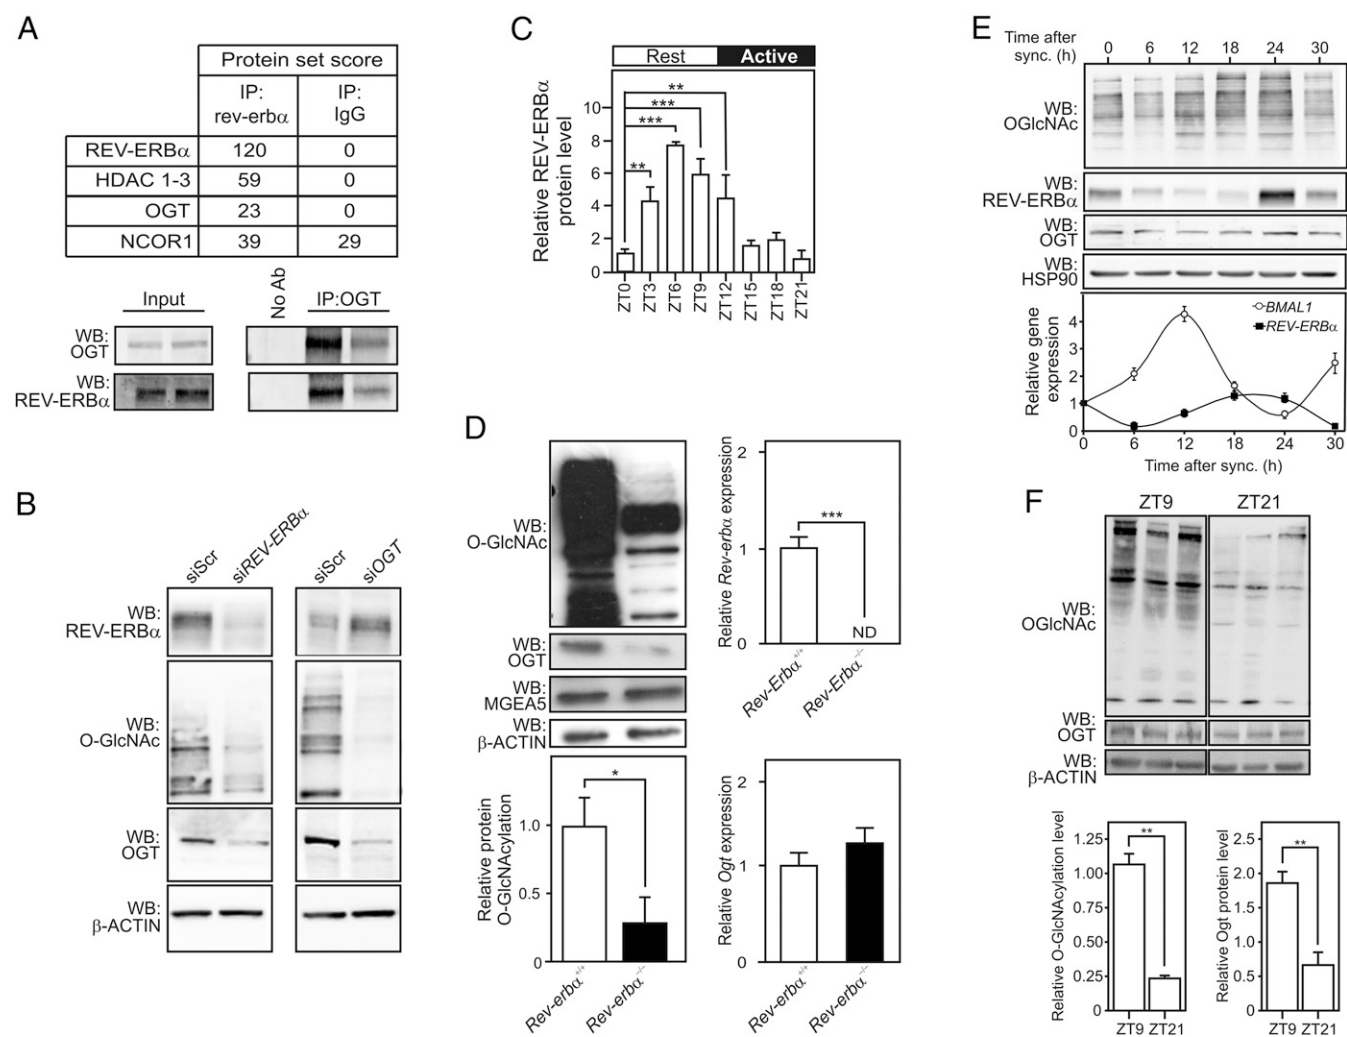 A
Protein set score
IP: rev-erbα
IP: IgG
REV-ERBα 120 0
HDAC 1-3 59 0
OGT 23 0
NCOR1 39 29
Input
No Ab
IP:OGT
WB: OGT
WB: REV-ERBα
B
siScr
siREV-ERBα
siScr
siOGT
WB: REV-ERBα
WB: O-GlcNAc
WB: OGT
WB: β-ACTIN
C
Rest
Active
Relative REV-ERBα protein level
10
8
6
4
2
0
**
***
***
**
ZT0
ZT3
ZT6
ZT9
ZT12
ZT15
ZT18
ZT21
D
WB: O-GlcNAc
WB: OGT
WB: MGEA5
WB: β-ACTIN
Relative protein O-GlcNAcylation
1.0
0.5
0
*
Rev-erbα+/+
Rev-erbα−/−
Relative Rev-erbα expression
2
1
0
***
ND
Rev-Erbα+/+
Rev-Erbα−/−
Relative Ogt expression
2
1
0
Rev-erbα+/+
Rev-erbα−/−
E
Time after sync. (h)
0 6 12 18 24 30
WB: OGlcNAc
WB: REV-ERBα
WB: OGT
WB: HSP90
Relative gene expression
4
3
2
1
0
BMAL1
REV-ERBα
0 6 12 18 24 30
Time after sync. (h)
F
ZT9
ZT21
WB: OGlcNAc
WB: OGT
WB: β-ACTIN
Relative O-GlcNAcylation level
1.25
1.00
0.50
0.25
0
**
ZT9 ZT21
Relative Ogt protein level
2.5
2.0
1.5
1.0
0.5
0
**
ZT9 ZT21